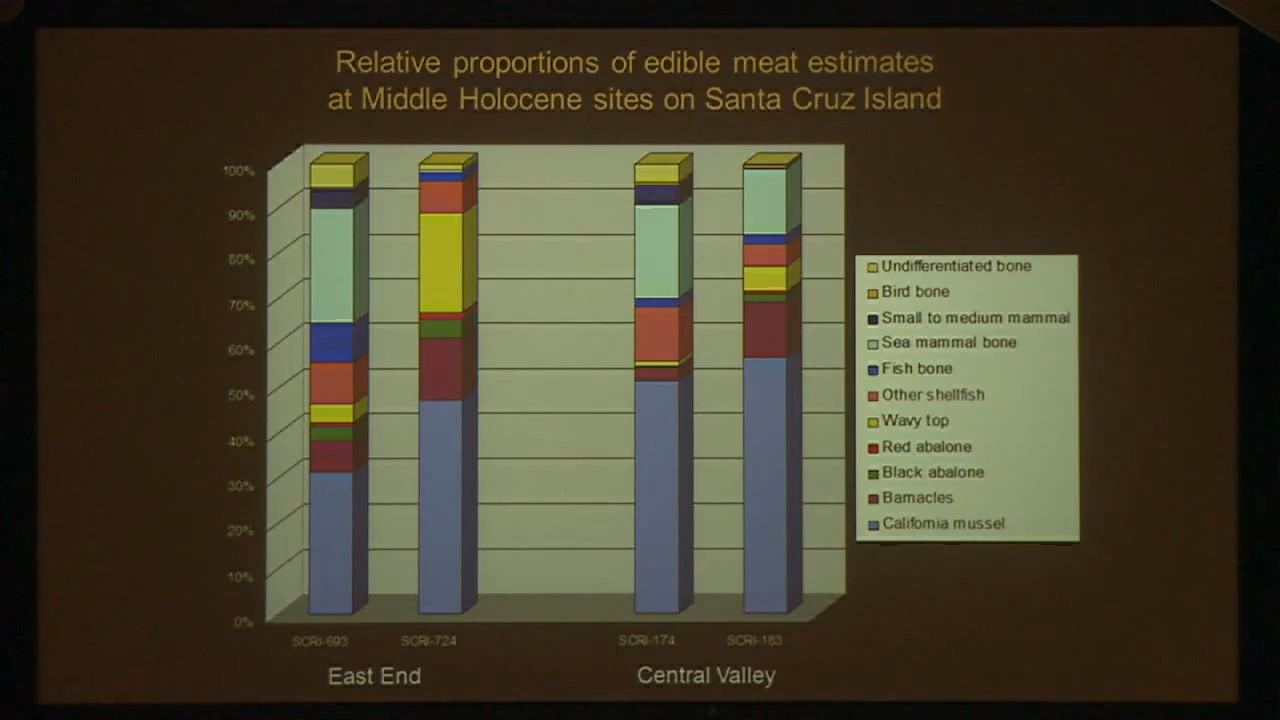 Relative proportions of edible meat estimates
at Middle Holocene sites on Santa Cruz Island
100%
90%
80%
70%
60%
50%
40%
30%
20%
10%
0%
SCRI-693
SCRI-724
SCRI-174
SCRI-183
East End
Central Valley
Undifferentiated bone
Bird bone
Small to medium mammal
Sea mammal bone
Fish bone
Other shellfish
Wavy top
Red abalone
Black abalone
Barnacles
California mussel